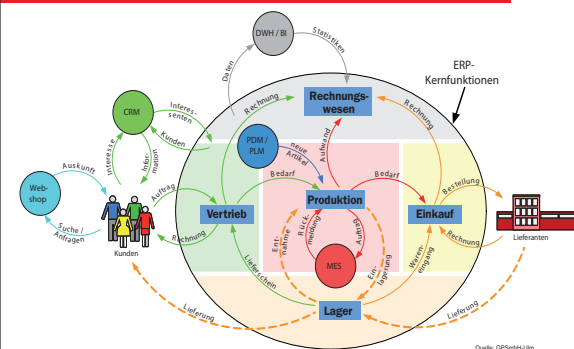 DWH / BI
Statistiken
Daten
ERP-
Kernfunktionen
Rechnungs-
wesen
Rechnung
Rechnung
CRM
Interes-
senten
Kunden
Interesse
Infor-
mation
PDM /
PLM
neue
Artikel
Aufwand
Web-
shop
Auskunft
Suche /
Anfragen
Kunden
Auftrag
Rechnung
Vertrieb
Bedarf
Produktion
Bedarf
Einkauf
Bestellung
Rechnung
Lieferanten
Ent-
nahme
Rück-
meldung
Auftrag
MES
Ein-
lagerung
Waren-
eingang
Lieferschein
Lager
Lieferung
Lieferung
Quelle: GPSmbH-Ulm